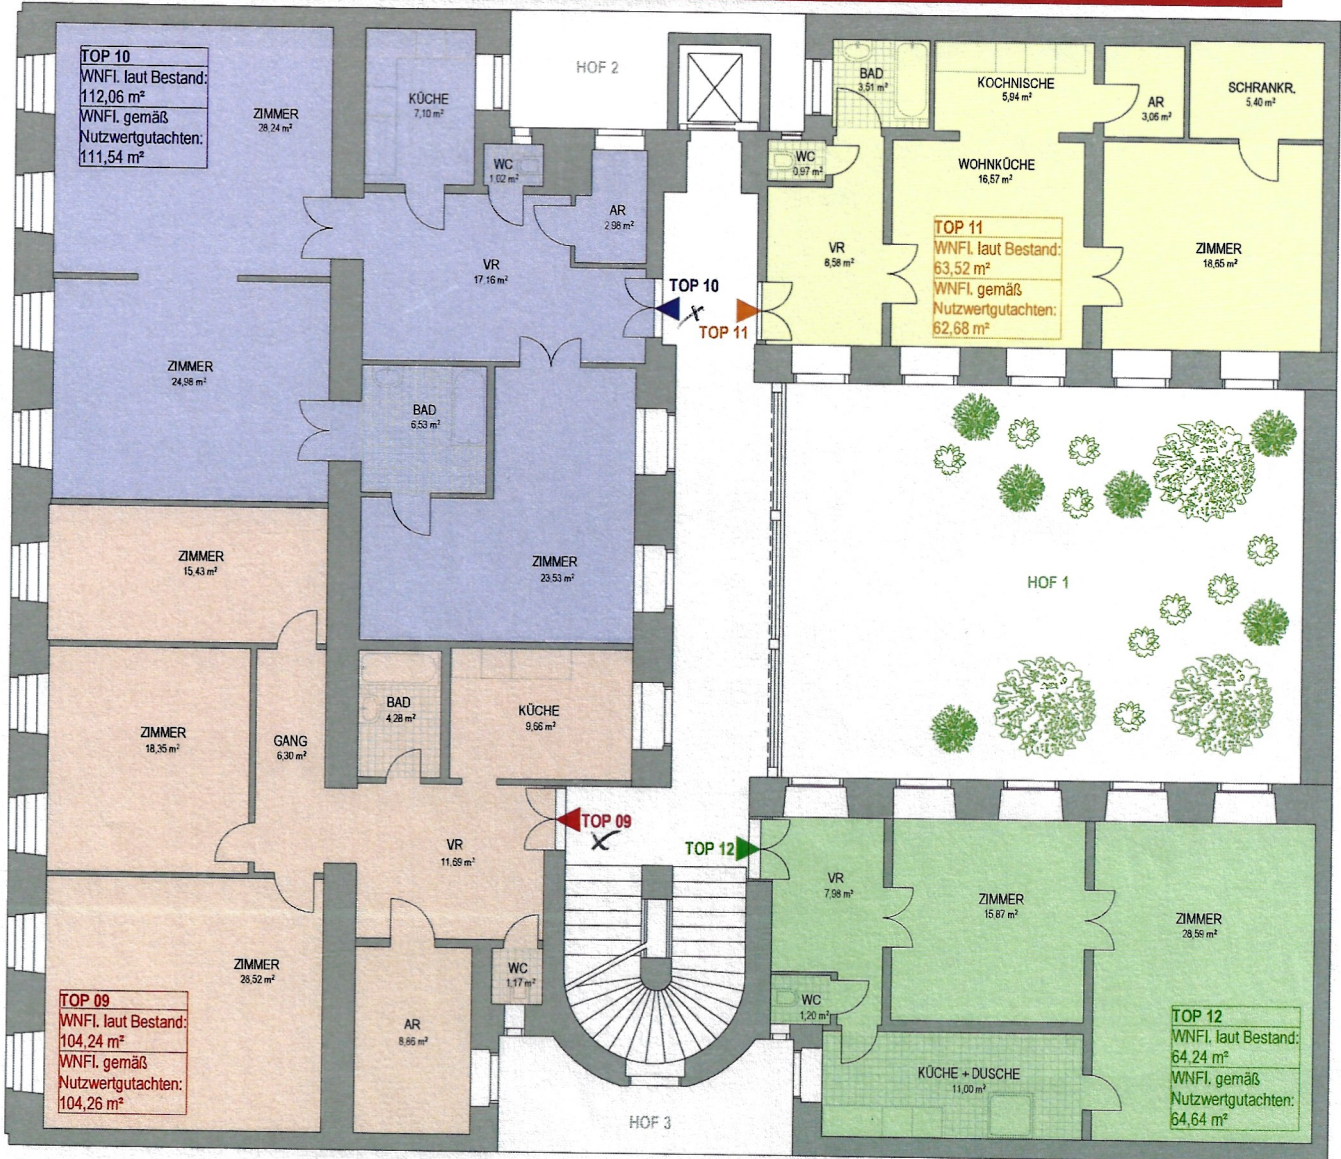 TOP 10
WNFl. laut Bestand:
112,06 m²
WNFl. gemäß
Nutzwertgutachten:
111,54 m²
ZIMMER
28,24 m²
KÜCHE
7,10 m²
HOF 2
WC
1,02 m²
AR
2,98 m²
VR
17,16 m²
TOP 10
TOP 11
BAD
3,51 m²
KOCHNISCHE
5,94 m²
AR
3,06 m²
SCHRANKR.
5,40 m²
WC
0,97 m²
WOHNKÜCHE
16,57 m²
VR
8,58 m²
TOP 11
WNFl. laut Bestand:
63,52 m²
WNFl. gemäß
Nutzwertgutachten:
62,68 m²
ZIMMER
18,65 m²
ZIMMER
24,98 m²
BAD
6,53 m²
ZIMMER
23,53 m²
HOF 1
ZIMMER
15,43 m²
ZIMMER
18,35 m²
GANG
6,30 m²
BAD
4,28 m²
KÜCHE
9,66 m²
VR
11,69 m²
TOP 09
TOP 12
ZIMMER
28,52 m²
TOP 09
WNFl. laut Bestand:
104,24 m²
WNFl. gemäß
Nutzwertgutachten:
104,26 m²
AR
8,86 m²
WC
1,17 m²
HOF 3
VR
7,98 m²
ZIMMER
15,87 m²
ZIMMER
28,59 m²
WC
1,20 m²
KÜCHE + DUSCHE
11,00 m²
TOP 12
WNFl. laut Bestand:
64,24 m²
WNFl. gemäß
Nutzwertgutachten:
64,64 m²